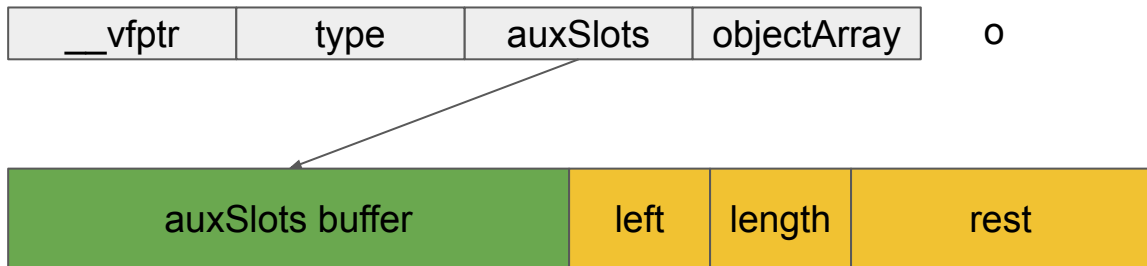 __vfptr type auxSlots objectArray o
auxSlots buffer left length rest